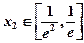 x₂ ∈ [1/e², 1/e]